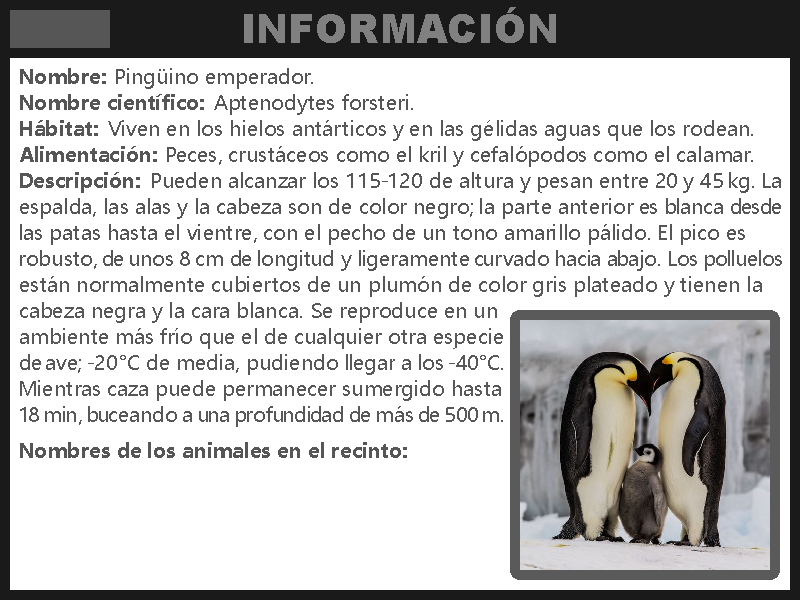 INFORMACIÓN
Nombre: Pingüino emperador.
Nombre científico: Aptenodytes forsteri.
Hábitat: Viven en los hielos antárticos y en las gélidas aguas que los rodean.
Alimentación: Peces, crustáceos como el kril y cefalópodos como el calamar.
Descripción: Pueden alcanzar los 115-120 de altura y pesan entre 20 y 45 kg. La
espalda, las alas y la cabeza son de color negro; la parte anterior es blanca desde
las patas hasta el vientre, con el pecho de un tono amarillo pálido. El pico es
robusto, de unos 8 cm de longitud y ligeramente curvado hacia abajo. Los polluelos
están normalmente cubiertos de un plumón de color gris plateado y tienen la
cabeza negra y la cara blanca. Se reproduce en un
ambiente más frío que el de cualquier otra especie
de ave; -20°C de media, pudiendo llegar a los -40°C.
Mientras caza puede permanecer sumergido hasta
18 min, buceando a una profundidad de más de 500 m.
Nombres de los animales en el recinto: